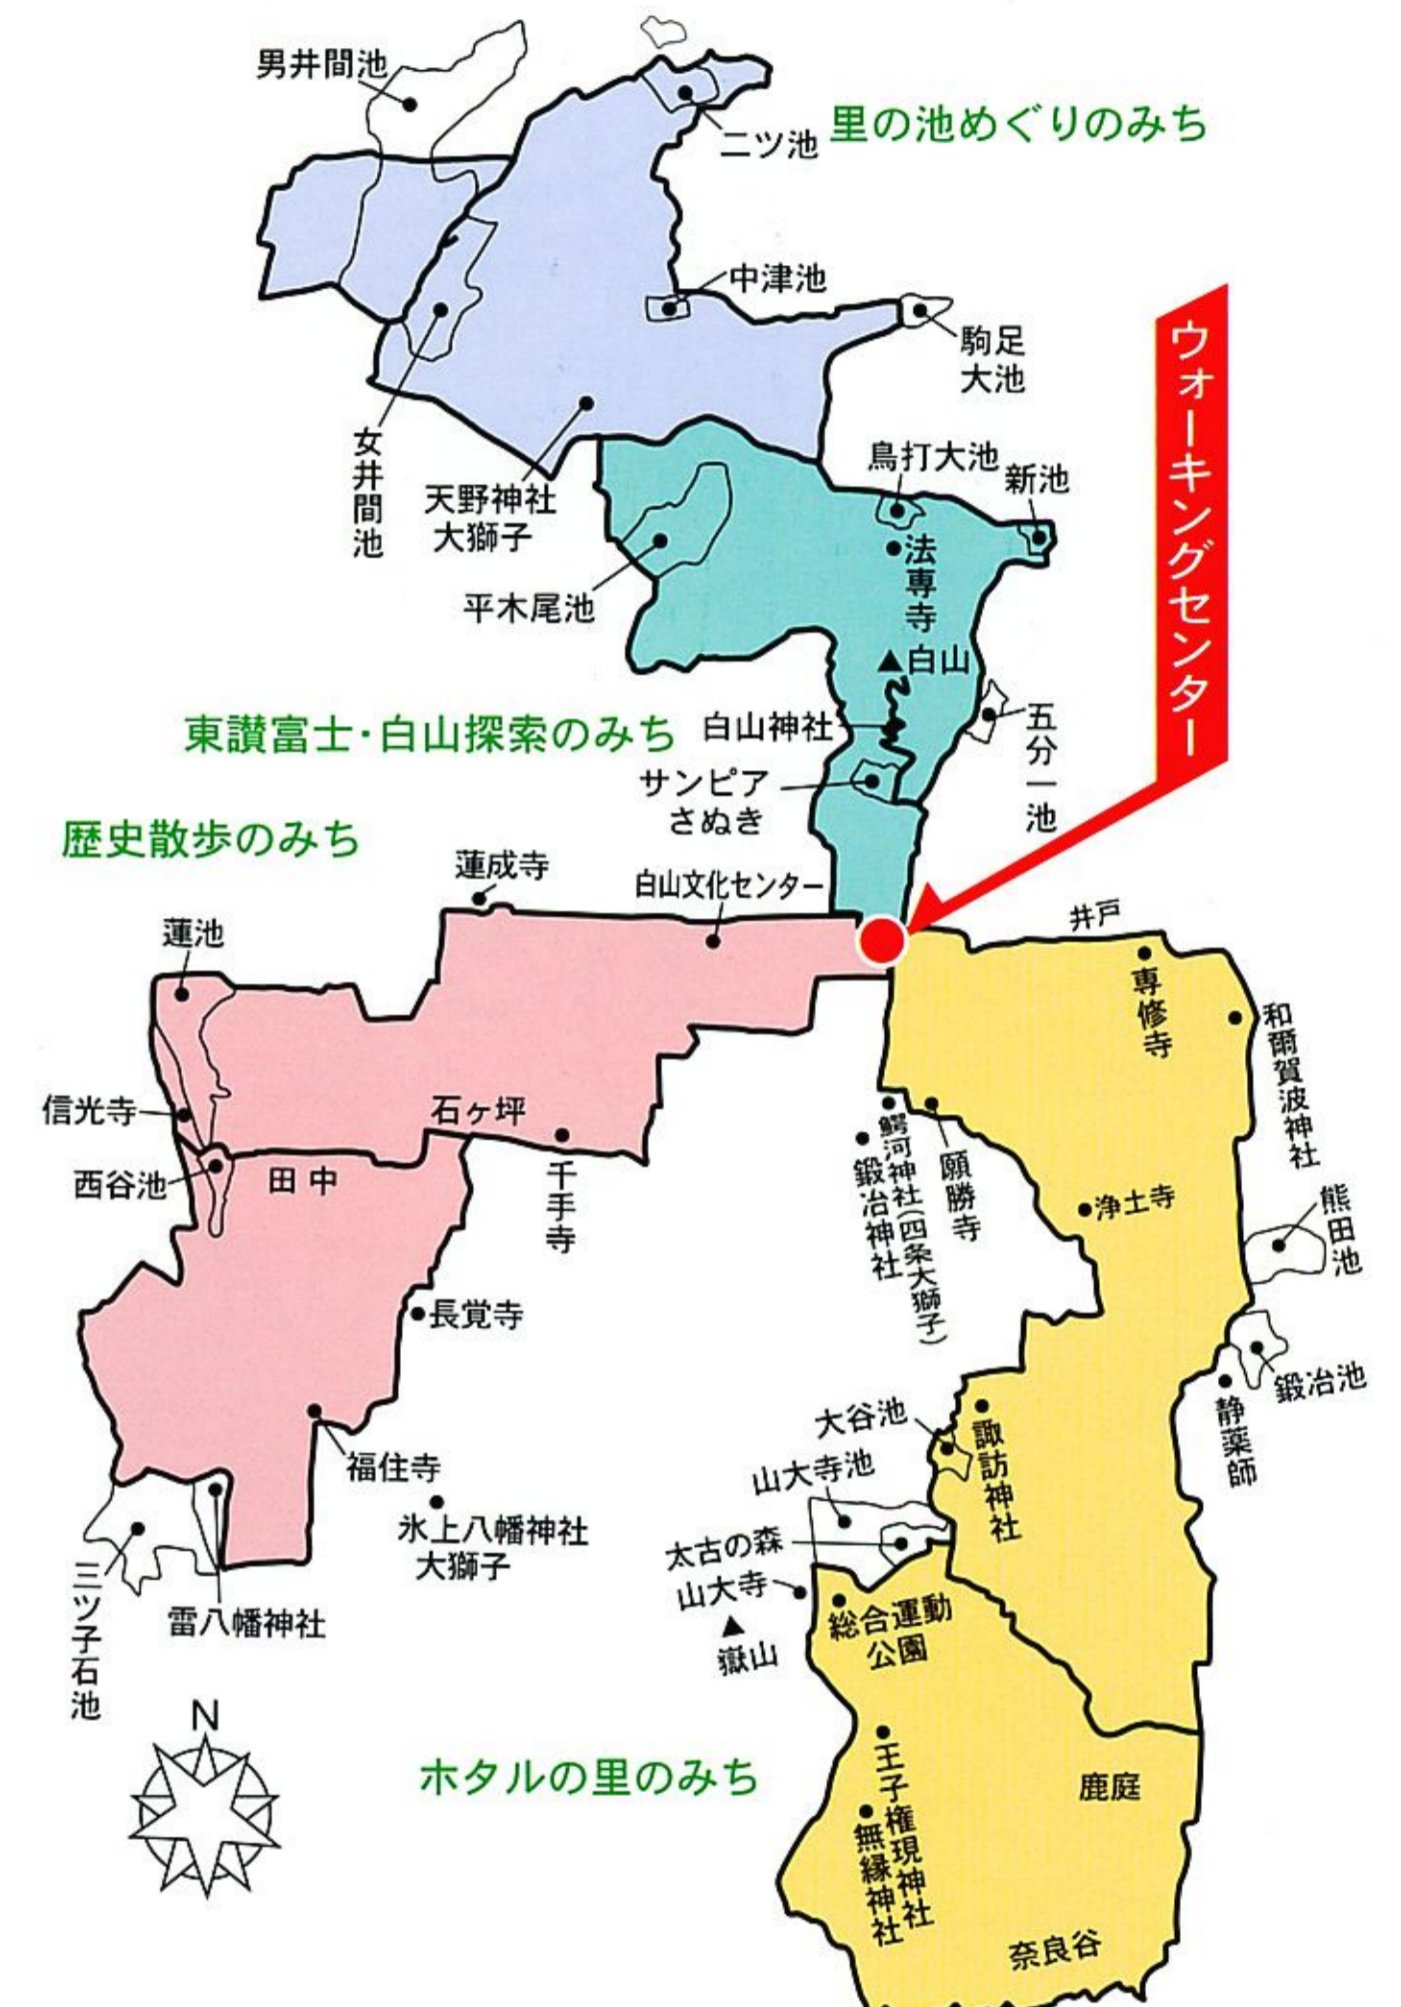 男井間池
二ツ池
里の池めぐりのみち
中津池
駒足
大池
女井間池
天野神社
大獅子
鳥打大池
新池
平木尾池
法専寺
白山
ウォーキングセンター
東讃富士・白山探索のみち
白山神社
五分一池
サンピア
さぬき
歴史散歩のみち
蓮成寺
白山文化センター
蓮池
井戸
専修寺
和爾賀波神社
信光寺
石ヶ坪
西谷池
田中
千手寺
鰐河神社(四条大獅子)
鍛冶神社
願勝寺
浄土寺
熊田池
長覚寺
鍛冶池
静薬師
大谷池
諏訪神社
山大寺池
福住寺
氷上八幡神社
大獅子
太古の森
山大寺
総合運動
公園
嶽山
三ツ子石池
雷八幡神社
N
ホタルの里のみち
王子権現神社
無縁神社
鹿庭
奈良谷